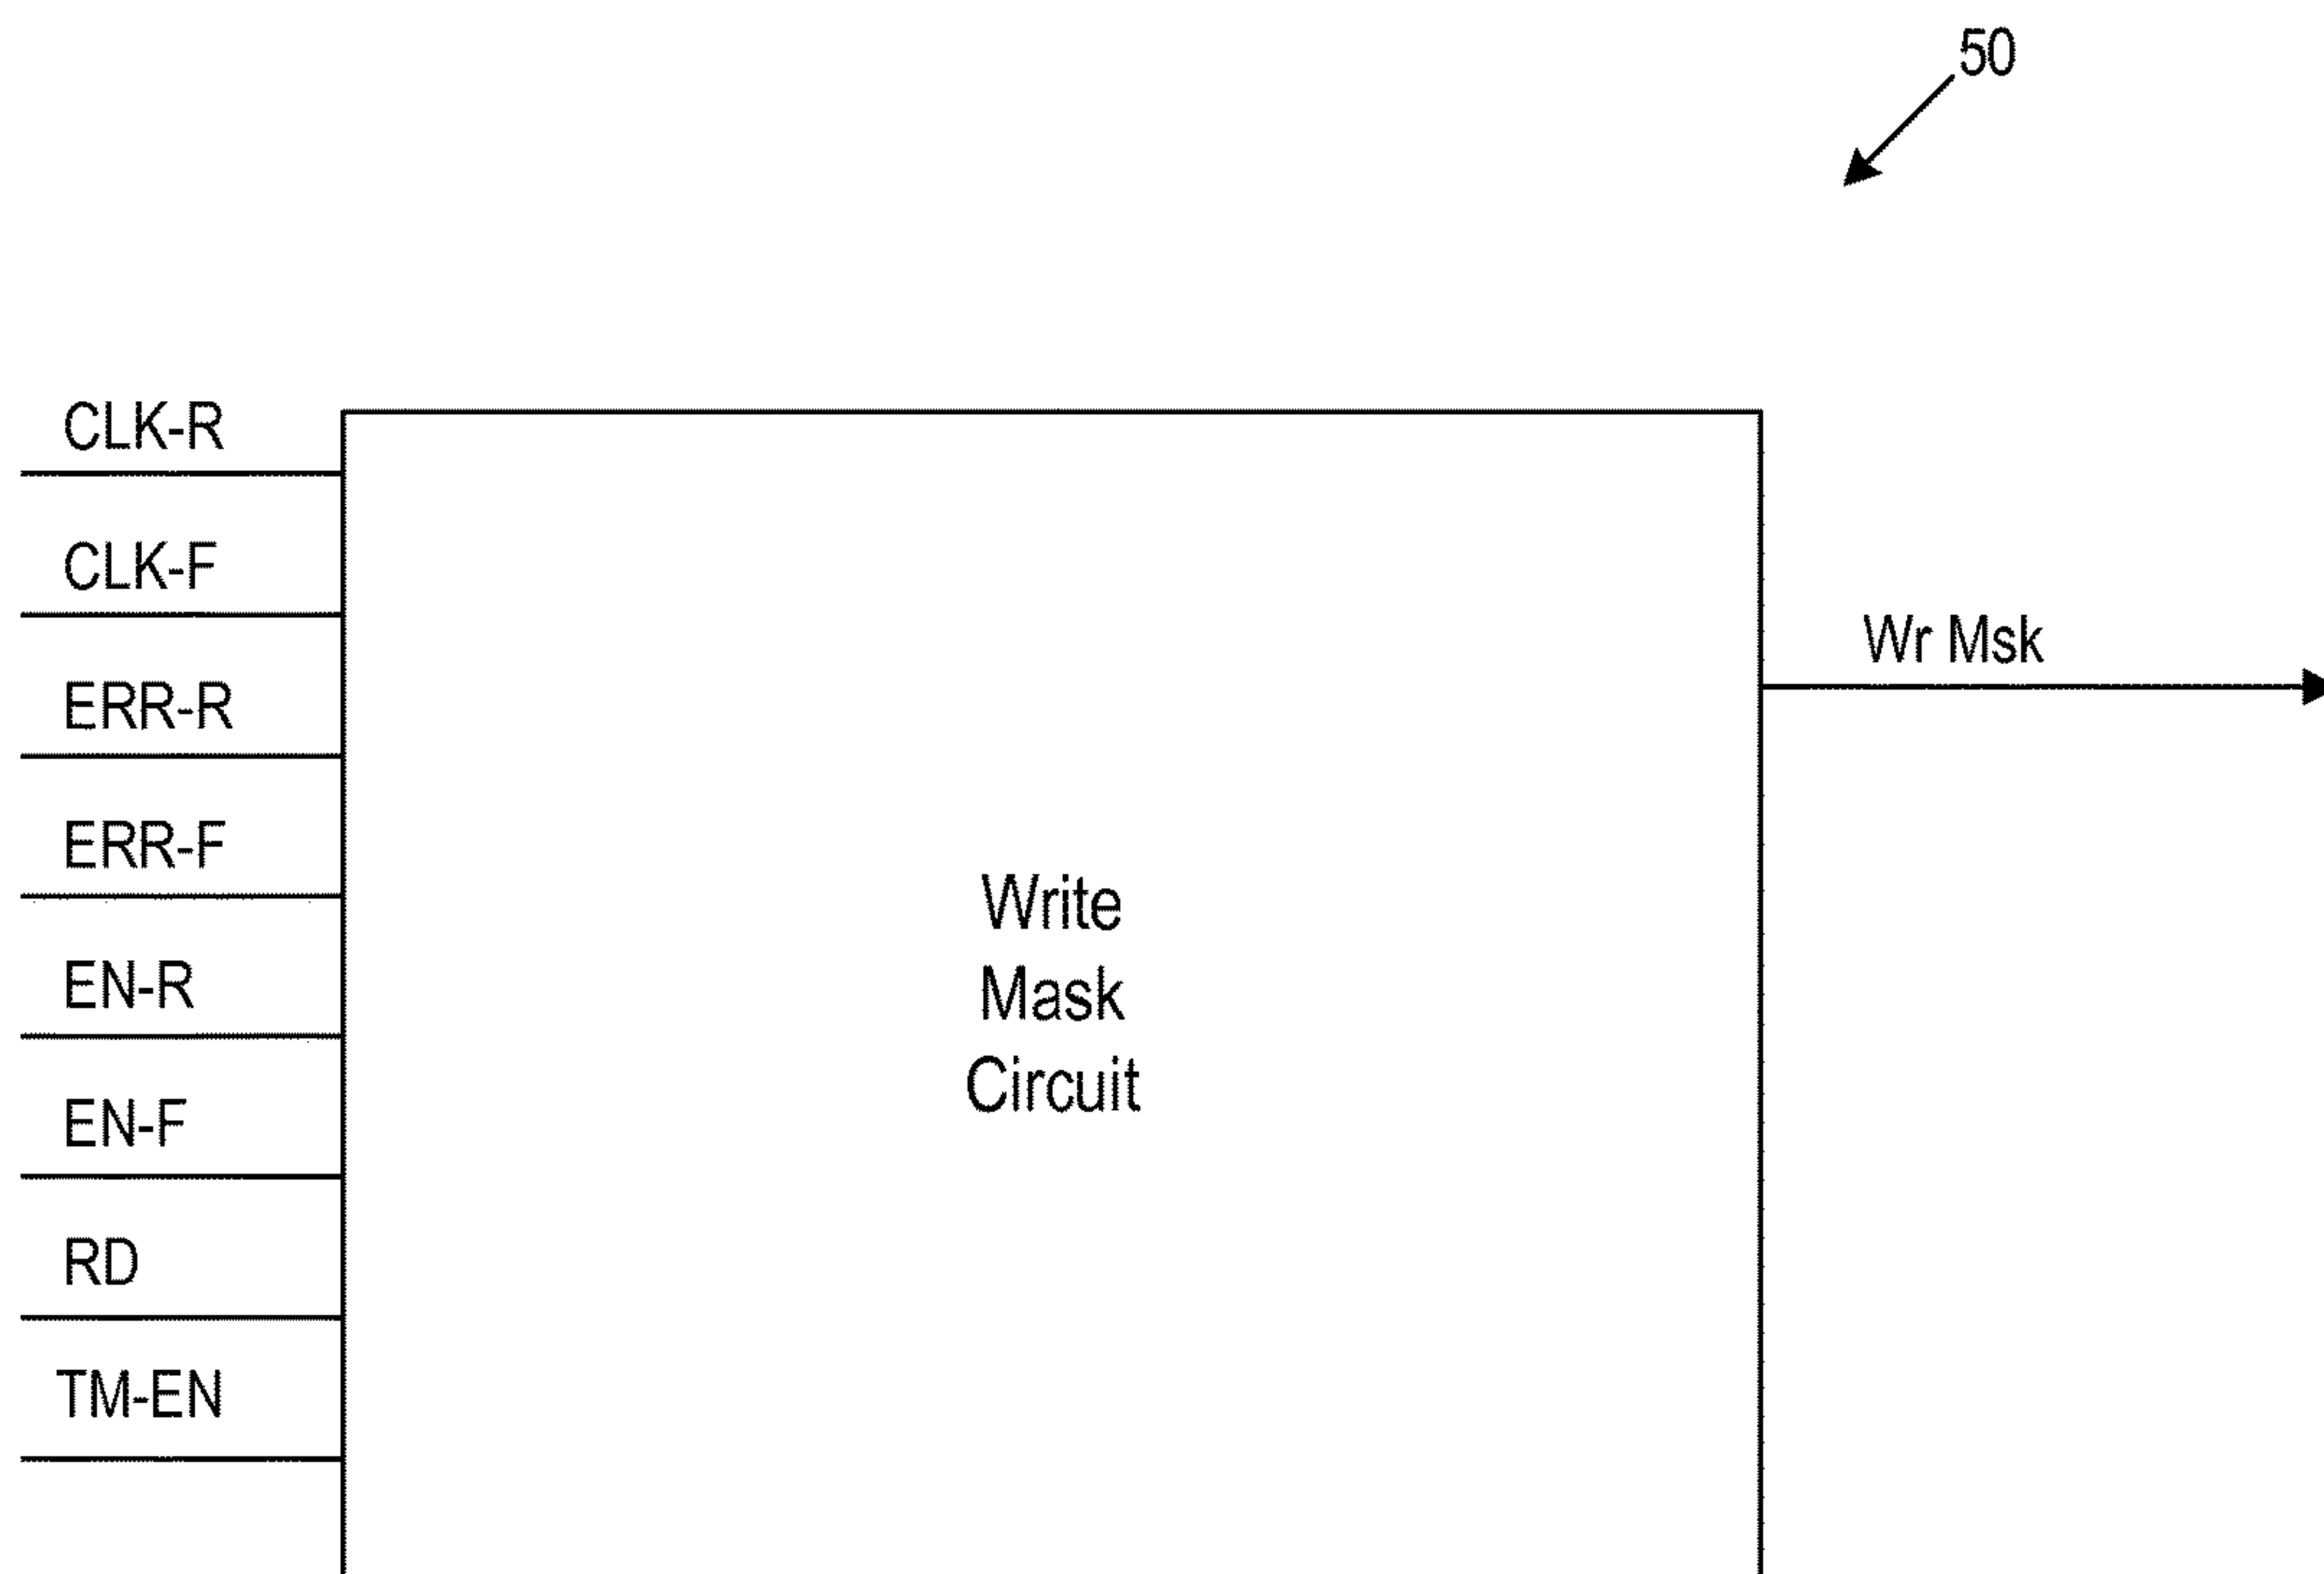 50
CLK-R
CLK-F
ERR-R
Wr Msk
ERR-F
EN-R
EN-F
RD
TM-EN
Write
Mask
Circuit